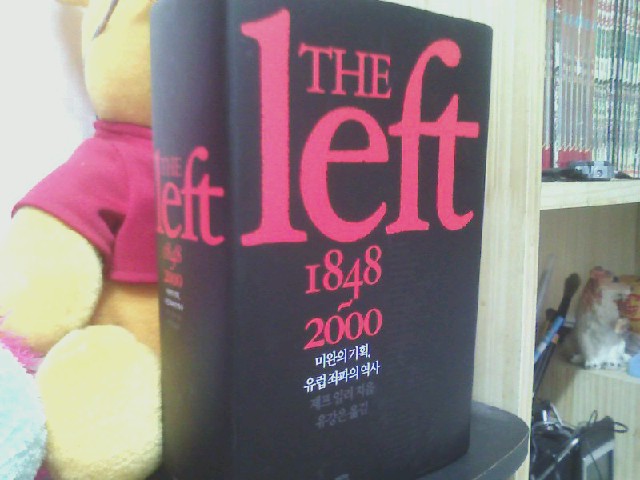 THE
left
1848
~
2000
미완의 기획,
유럽 좌파의 역사
제프 일리 지음
유강은 옮김
THE
left
1848
~
2000